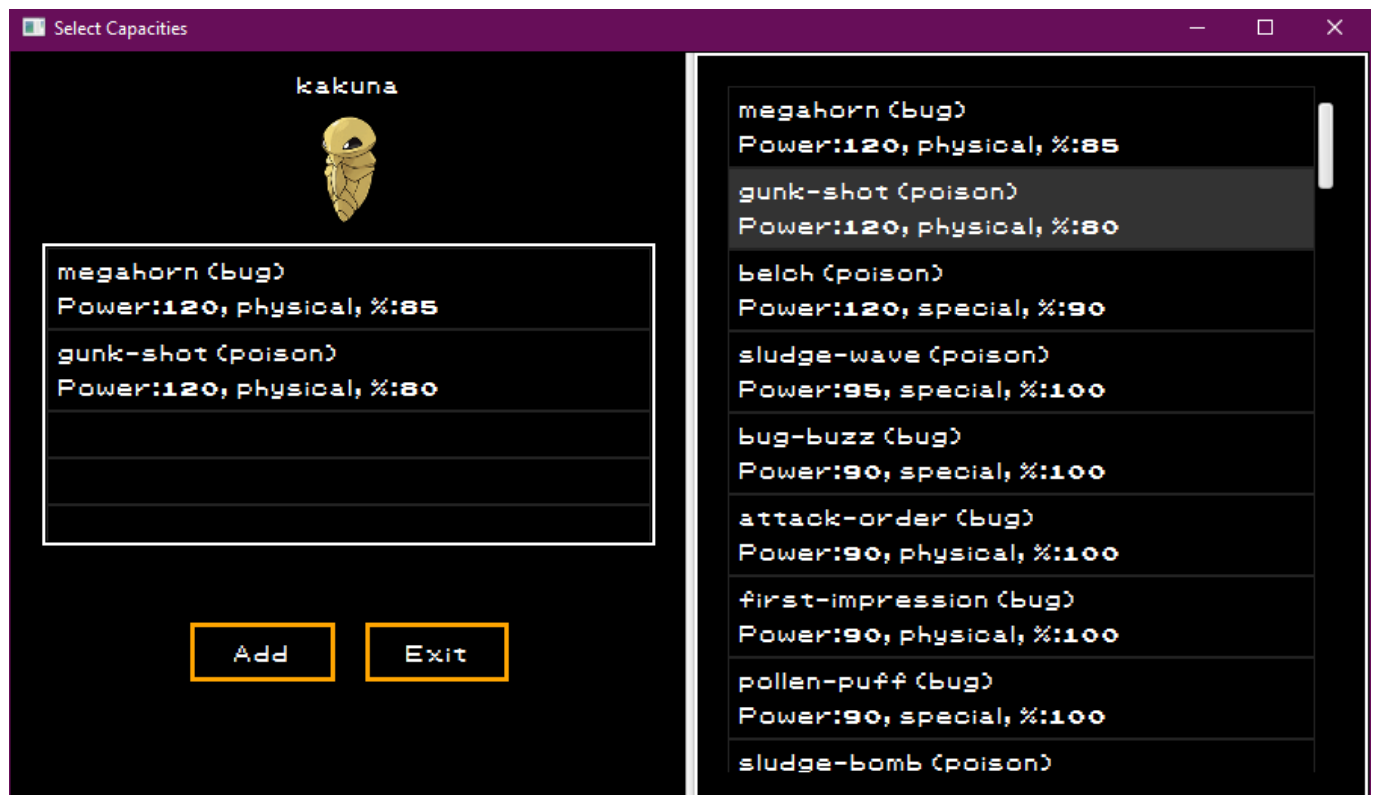 Select Capacities
kakuna
megahorn (bug)
Power:120, physical, %:85
gunk-shot (poison)
Power:120, physical, %:80
Add
Exit
megahorn (bug)
Power:120, physical, %:85
gunk-shot (poison)
Power:120, physical, %:80
belch (poison)
Power:120, special, %:90
sludge-wave (poison)
Power:95, special, %:100
bug-buzz (bug)
Power:90, special, %:100
attack-order (bug)
Power:90, physical, %:100
first-impression (bug)
Power:90, physical, %:100
pollen-puff (bug)
Power:90, special, %:100
sludge-bomb (poison)